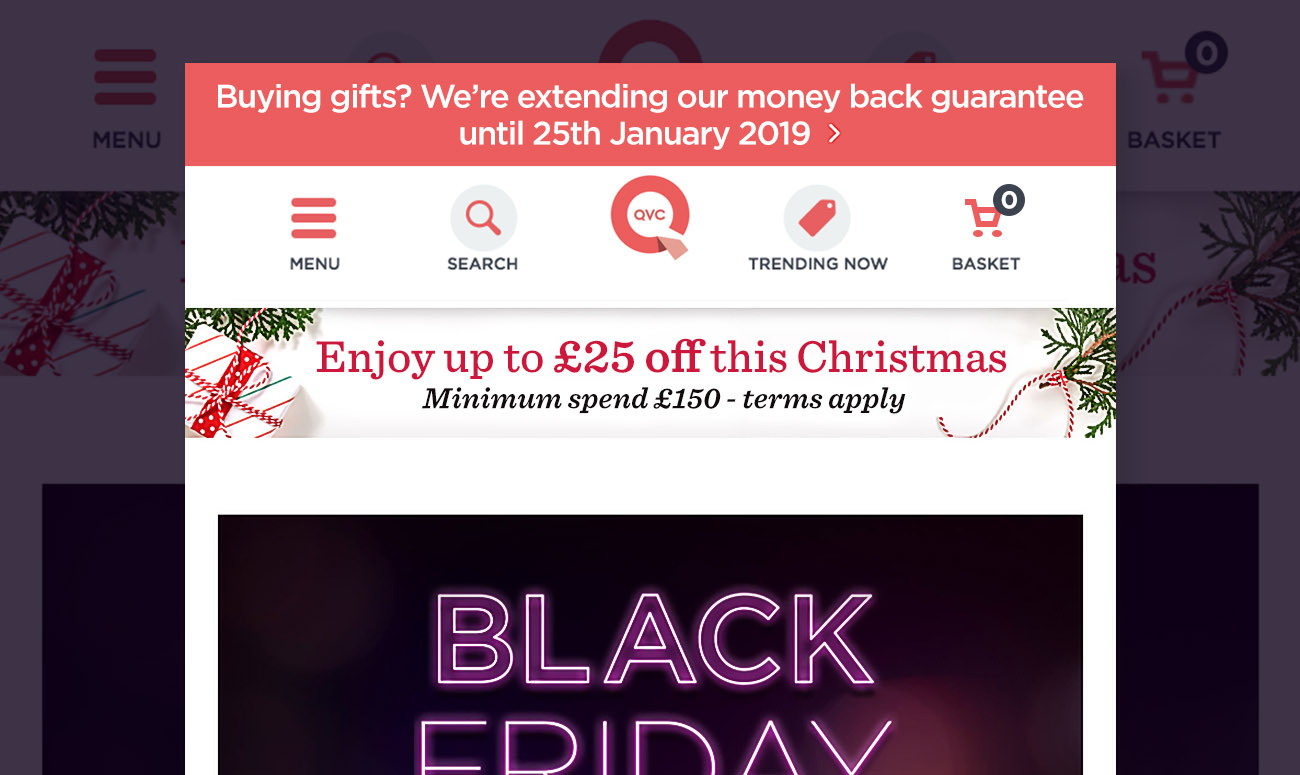 Buying gifts? We're extending our money back guarantee
until 25th January 2019 >
MENU
SEARCH
QVC
TRENDING NOW
BASKET
0
Enjoy up to £25 off this Christmas
Minimum spend £150 - terms apply
BLACK
FRIDAY
MENU
0
BASKET
as